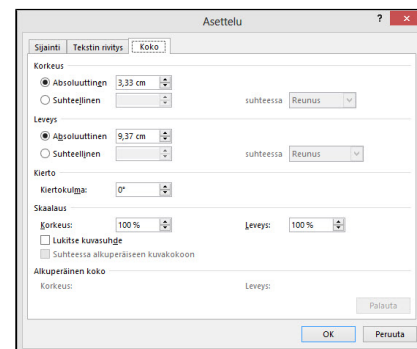 Asettelu ? ×
Sijainti Tekstin rivitys Koko
Korkeus
Absoluuttinen 3,33 cm
Suhteellinen suhteessa Reunus
Leveys
Absoluuttinen 9,37 cm
Suhteellinen suhteessa Reunus
Kierto
Kiertokulma: 0°
Skaalaus
Korkeus: 100 % Leveys: 100 %
Lukitse kuvasuhde
Suhteessa alkuperäiseen kuvakokoon
Alkuperäinen koko
Korkeus: Leveys:
Palauta
OK Peruuta